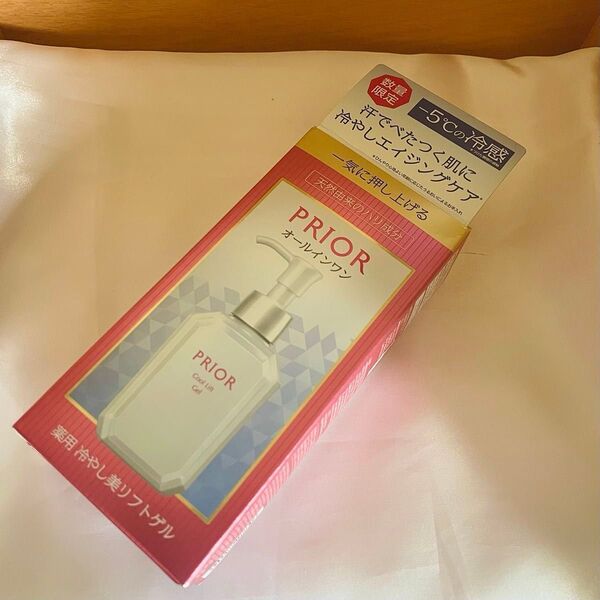 数量
限定
−5℃の冷感
汗でべたつく肌に
冷やしエイジングケア*
一気に押し上げる
天然由来のハリ成分
PRIOR
オールインワン
PRIOR
Cool Lift
Gel
薬用 冷やし美リフトゲル